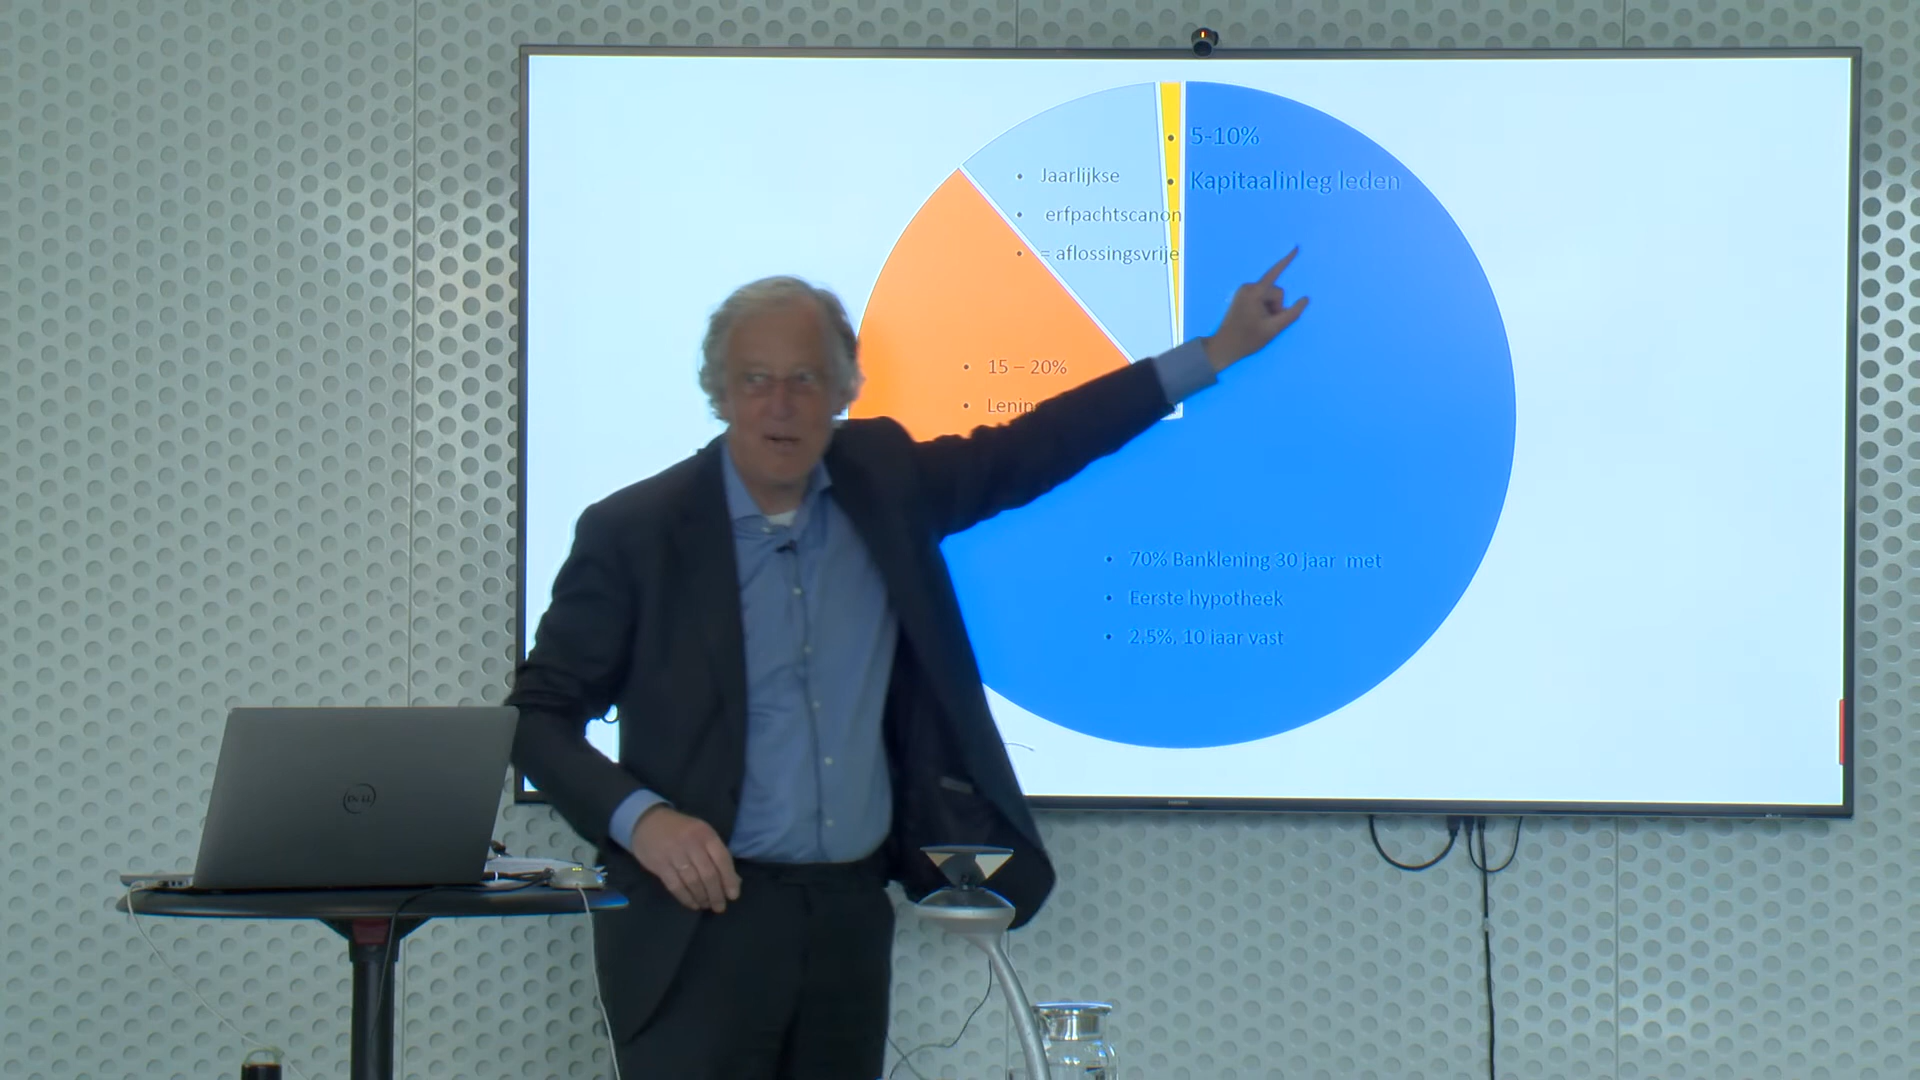 5-10%
Kapitaalinleg leden
Jaarlijkse
erfpachtscanon
= aflossingsvrije
15 – 20%
70% Banklening 30 jaar met
Eerste hypotheek
2,5%, 10 jaar vast
DELL